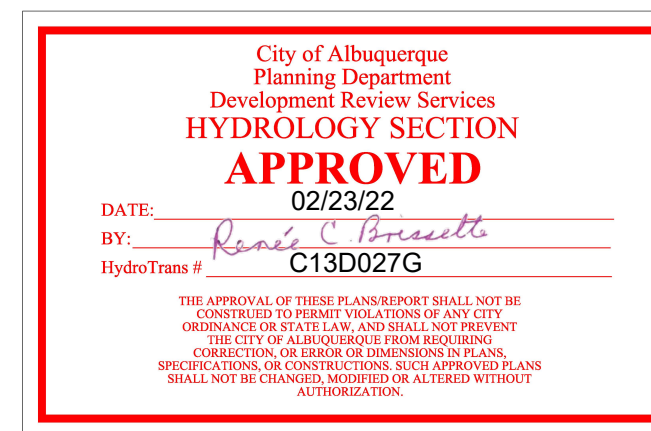 City of Albuquerque
Planning Department
Development Review Services
HYDROLOGY SECTION
APPROVED
DATE: 02/23/22
BY: Renée C. Brissette
HydroTrans # C13D027G
THE APPROVAL OF THESE PLANS/REPORT SHALL NOT BE
CONSTRUED TO PERMIT VIOLATIONS OF ANY CITY
ORDINANCE OR STATE LAW, AND SHALL NOT PREVENT
THE CITY OF ALBUQUERQUE FROM REQUIRING
CORRECTION, OR ERROR OR DIMENSIONS IN PLANS,
SPECIFICATIONS, OR CONSTRUCTIONS. SUCH APPROVED PLANS
SHALL NOT BE CHANGED, MODIFIED OR ALTERED WITHOUT
AUTHORIZATION.